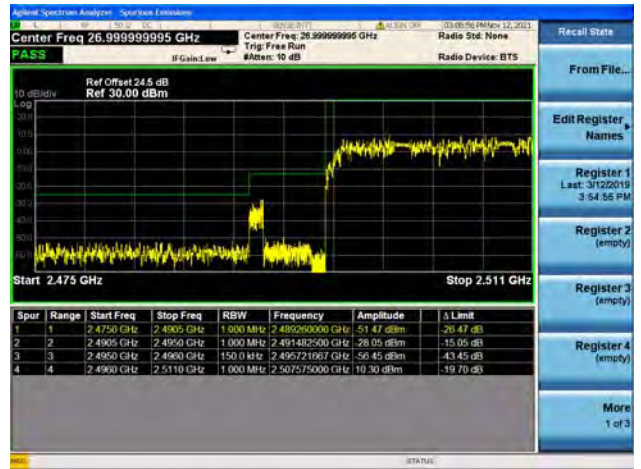 Agilent Spectrum Analyzer Spurious Emissions
50 Ω DC SENSE:INT ALIGN OFF 03:06:56 PM Nov 12, 2021
Center Freq 26.999999995 GHz Center Freq: 26.999999995 GHz Radio Std: None
Trig: Free Run
PASS IFGain:Low #Atten: 10 dB Radio Device: BTS
Ref Offset 24.5 dB
10 dB/div Ref 30.00 dBm
Log
Start 2.475 GHz Stop 2.511 GHz
Spur Range Start Freq Stop Freq RBW Frequency Amplitude Δ Limit
1 1 2.4750 GHz 2.4905 GHz 1.000 MHz 2.489260000 GHz -51.47 dBm -26.47 dB
2 2 2.4905 GHz 2.4950 GHz 1.000 MHz 2.491482500 GHz -28.05 dBm -15.05 dB
3 3 2.4950 GHz 2.4960 GHz 150.0 kHz 2.495721667 GHz -56.45 dBm -43.45 dB
4 4 2.4960 GHz 2.5110 GHz 1.000 MHz 2.507575000 GHz 10.30 dBm -19.70 dB
MSG STATUS
Recall State
From File...
Edit Register
Names
Register 1
Last: 3/12/2019
3:54:55 PM
Register 2
(empty)
Register 3
(empty)
Register 4
(empty)
More
1 of 3